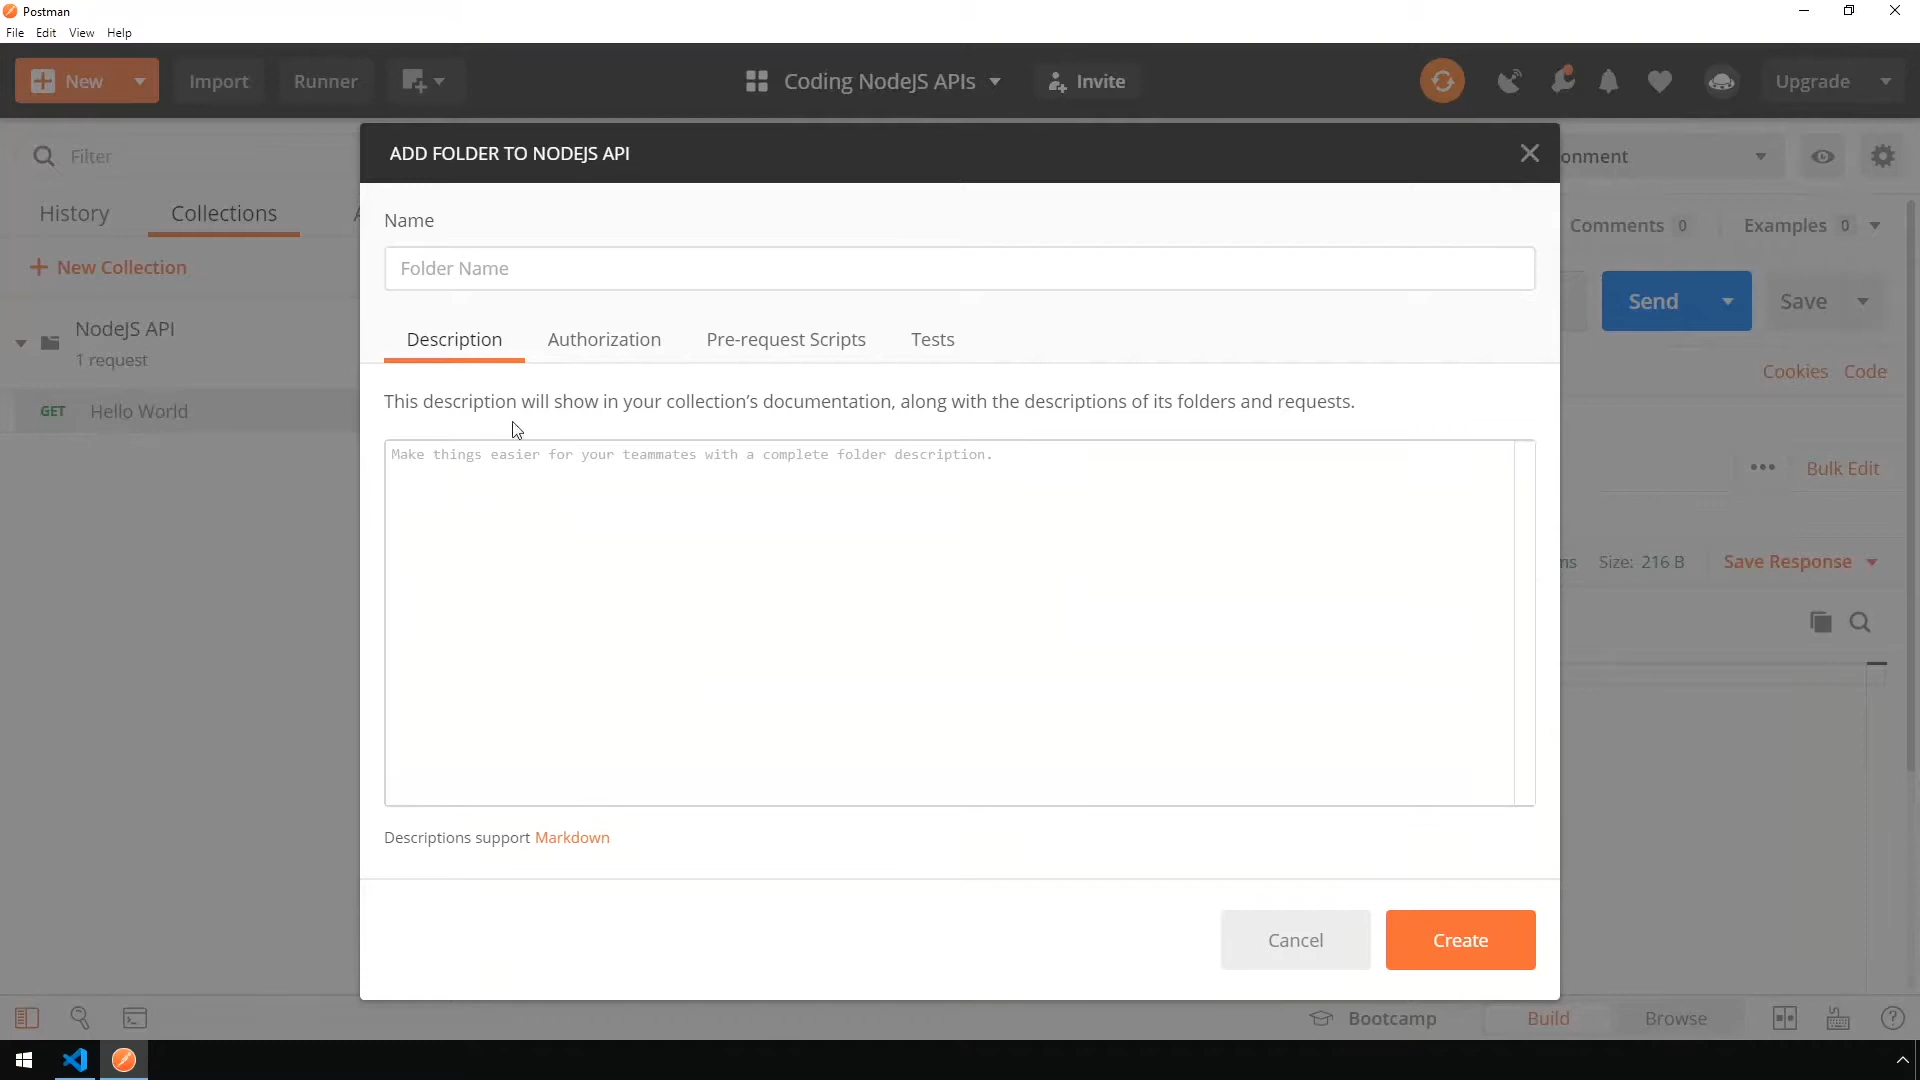 Postman
File Edit View Help
New Import Runner Coding NodeJS APIs Invite Upgrade
Filter
ADD FOLDER TO NODEJS API
onment
History Collections
Name
Folder Name
Comments 0 Examples 0
New Collection
Send Save
NodeJS API
1 request
Description Authorization Pre-request Scripts Tests
Cookies Code
GET Hello World
This description will show in your collection's documentation, along with the descriptions of its folders and requests.
Make things easier for your teammates with a complete folder description.
Bulk Edit
ms Size: 216 B Save Response
Descriptions support Markdown
Cancel Create
Bootcamp Build Browse